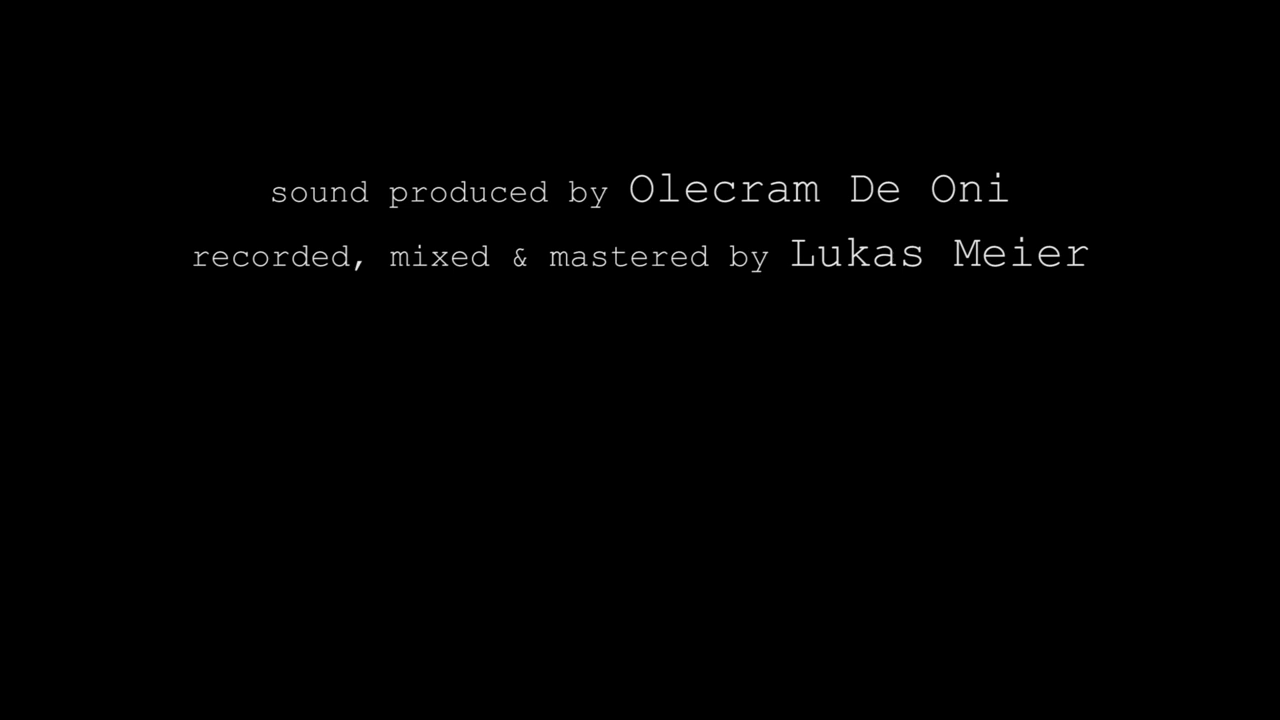 sound produced by Olecram De Oni
recorded, mixed & mastered by Lukas Meier